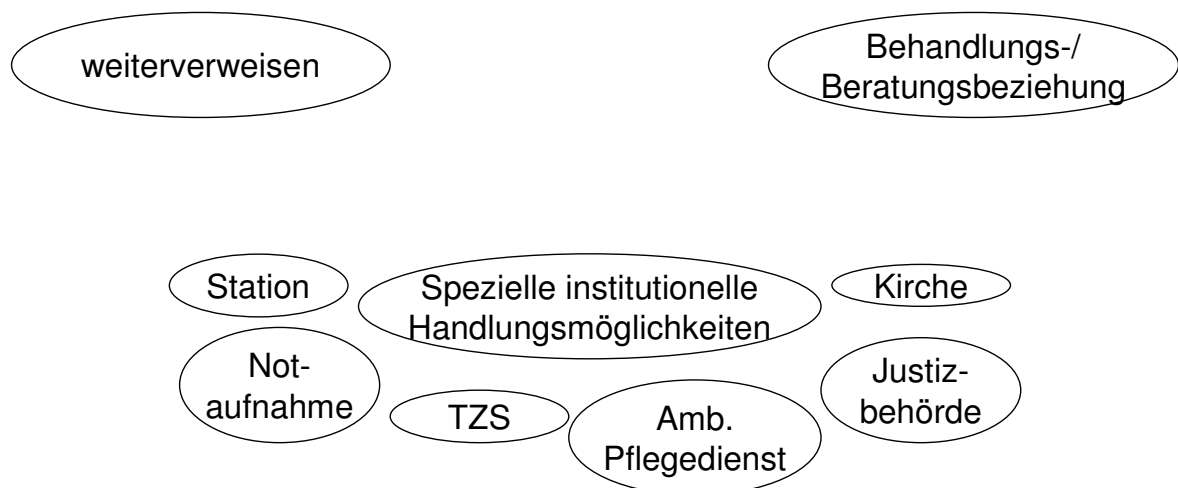 weiterverweisen
Behandlungs-/
Beratungsbeziehung
Station
Spezielle institutionelle
Handlungsmöglichkeiten
Kirche
Not-
aufnahme
TZS
Amb.
Pflegedienst
Justiz-
behörde